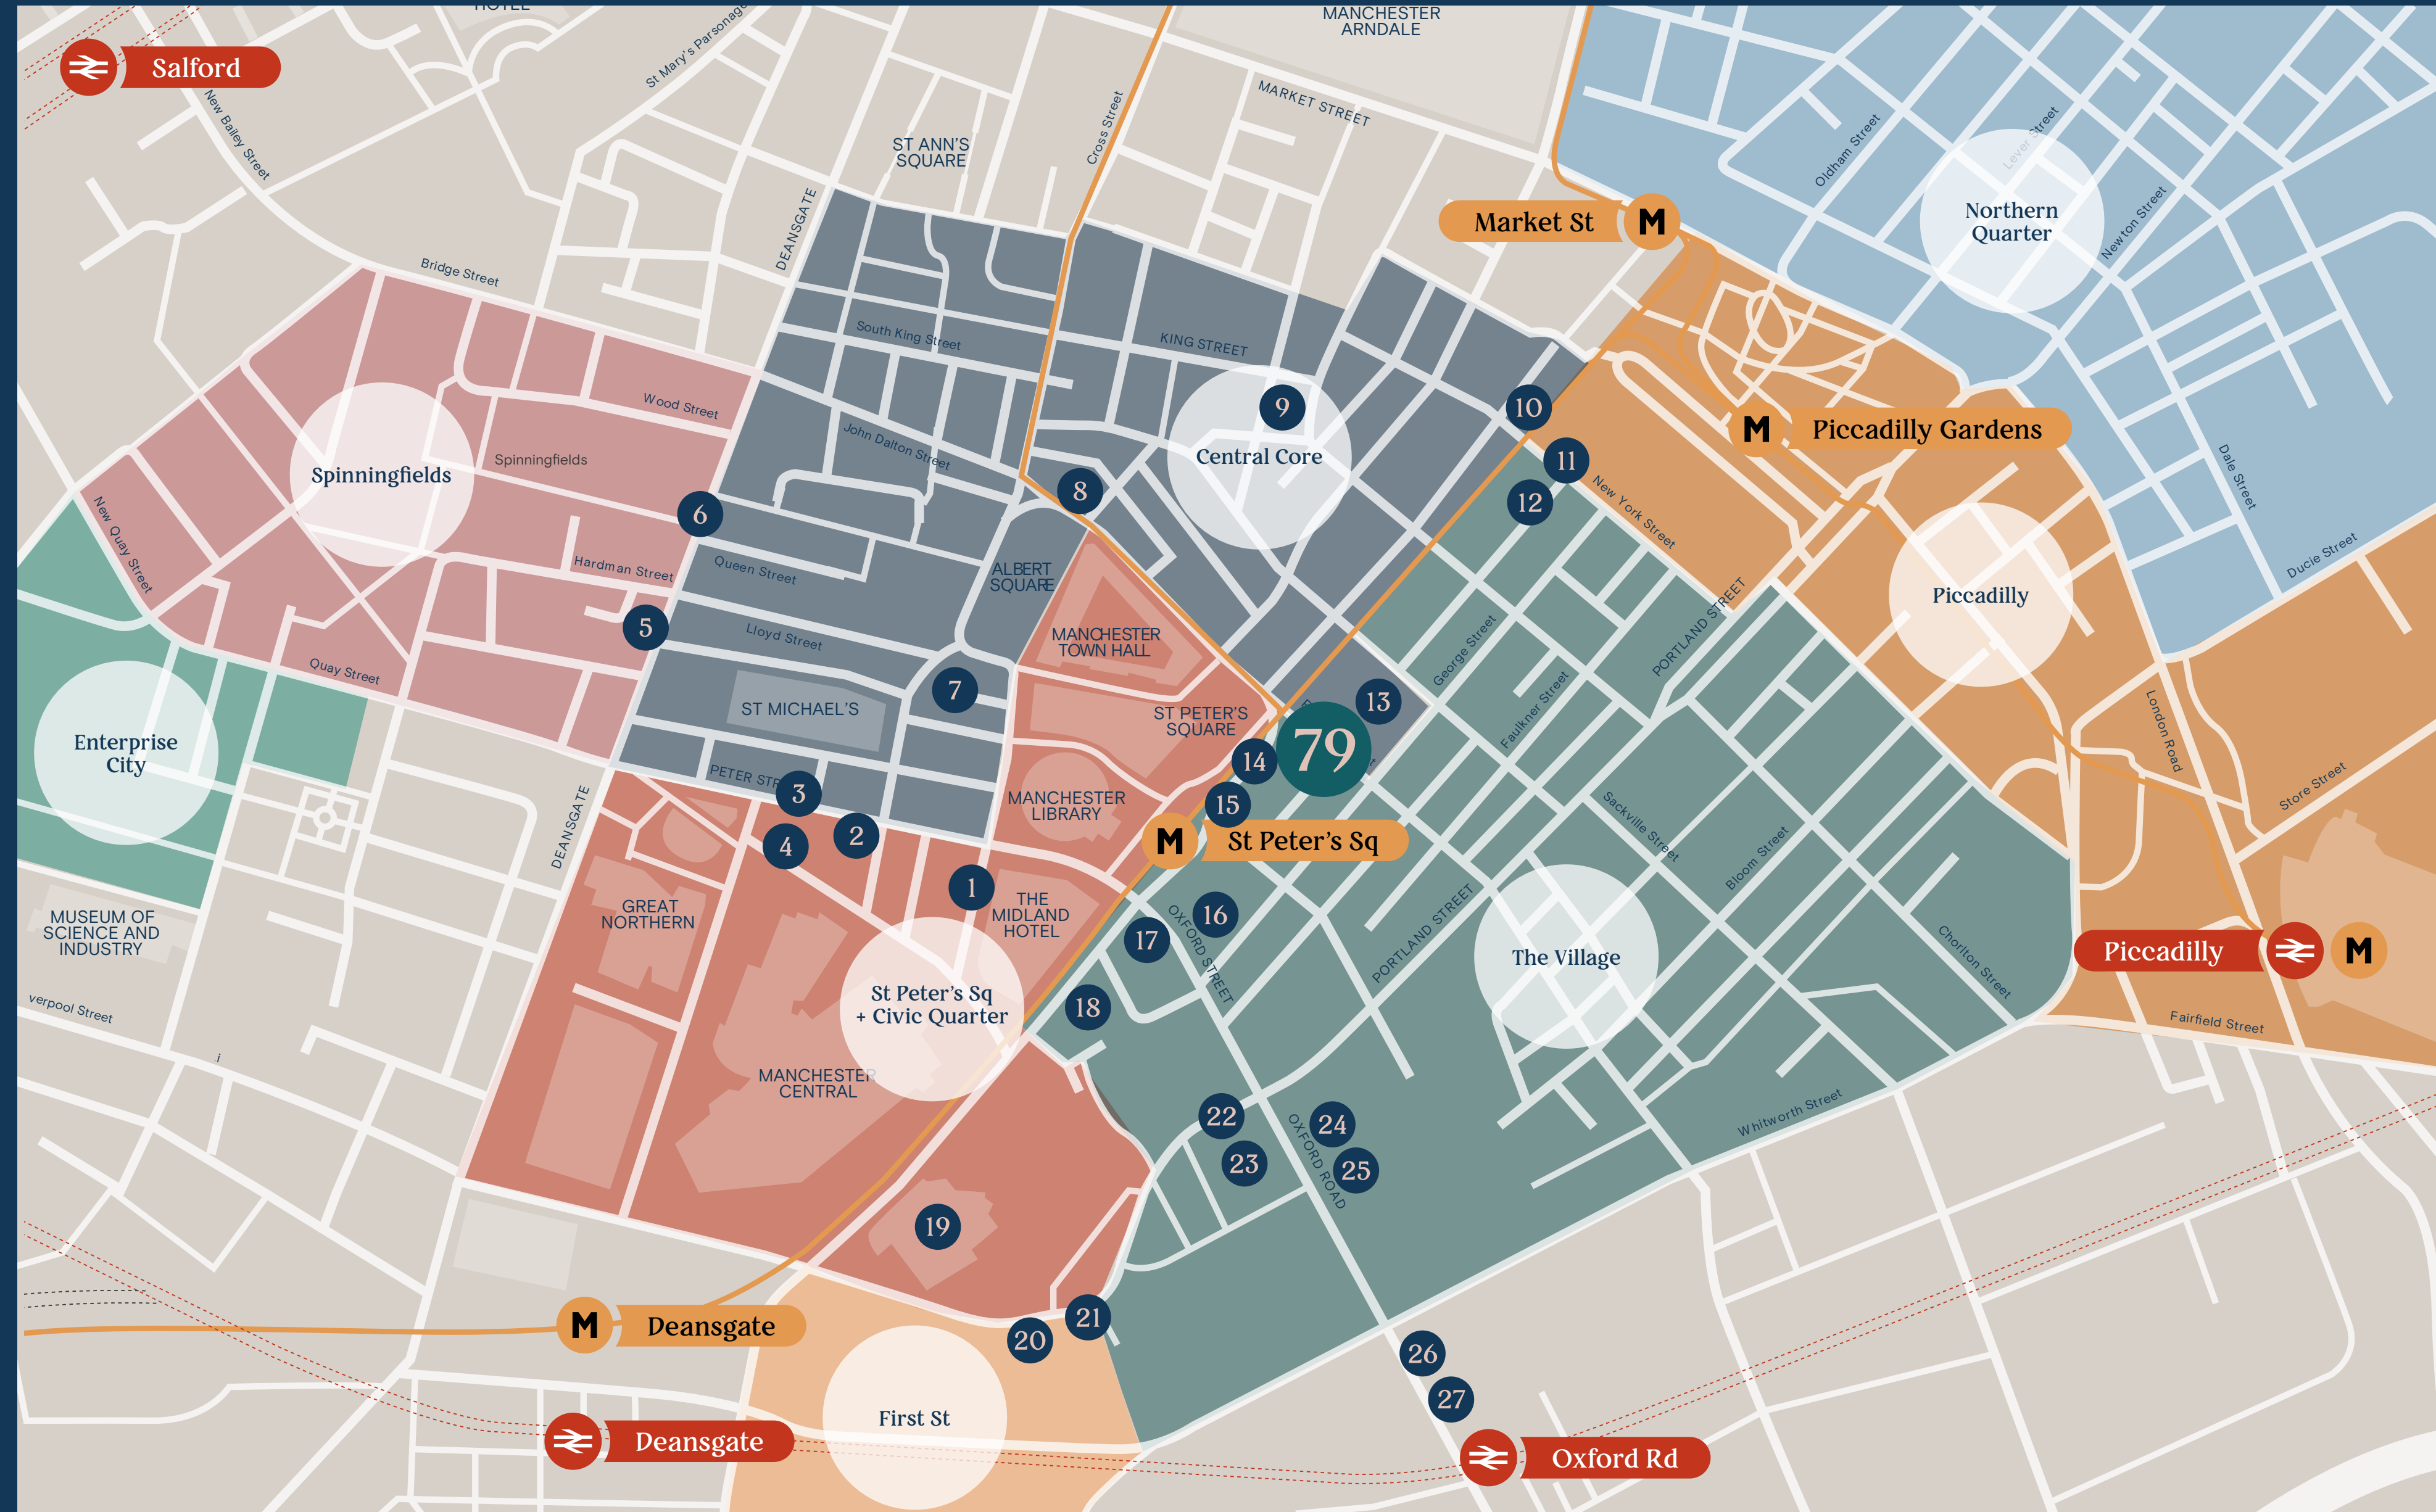 HOTEL
MANCHESTER
ARNDALE
Salford
New Bailey Street
St Mary's Parsonage
ST ANN'S
SQUARE
Cross Street
MARKET STREET
Oldham Street
Lever Street
Northern
Quarter
Newton Street
Market St
M
DEANSGATE
Bridge Street
South King Street
KING STREET
Wood Street
John Dalton Street
9
10
M
Piccadilly Gardens
Central Core
Spinningfields
Spinningfields
11
New York Street
Dale Street
8
12
6
New Quay Street
Hardman Street
Queen Street
ALBERT
SQUARE
Ducie Street
Piccadilly
5
Lloyd Street
MANCHESTER
TOWN HALL
George Street
PORTLAND STREET
Quay Street
7
ST MICHAEL'S
ST PETER'S
SQUARE
13
Faulkner Street
London Road
Enterprise
City
79
14
PETER STR
3
MANCHESTER
LIBRARY
15
Store Street
4
2
M
St Peter's Sq
Sackville Street
Bloom Street
DEANSGATE
1
THE
MIDLAND
HOTEL
GREAT
NORTHERN
MUSEUM OF
SCIENCE AND
INDUSTRY
16
17
OXFORD STREET
PORTLAND STREET
The Village
Chorlton Street
Piccadilly
M
St Peter's Sq
+ Civic Quarter
18
verpool Street
Fairfield Street
MANCHESTER
CENTRAL
22
24
Whitworth Street
23
25
OXFORD ROAD
19
M
Deansgate
20
21
26
27
First St
Deansgate
Oxford Rd